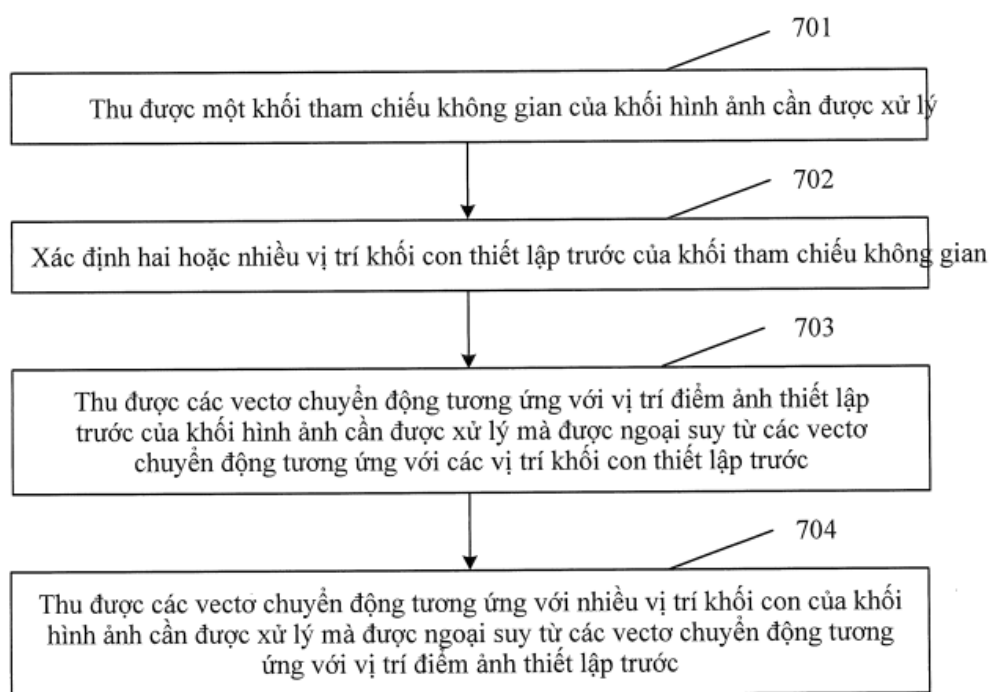 701
Thu được một khối tham chiếu không gian của khối hình ảnh cần được xử lý
702
Xác định hai hoặc nhiều vị trí khối con thiết lập trước của khối tham chiếu không gian
703
Thu được các vectơ chuyển động tương ứng với vị trí điểm ảnh thiết lập
trước của khối hình ảnh cần được xử lý mà được ngoại suy từ các vectơ
chuyển động tương ứng với các vị trí khối con thiết lập trước
704
Thu được các vectơ chuyển động tương ứng với nhiều vị trí khối con của khối
hình ảnh cần được xử lý mà được ngoại suy từ các vectơ chuyển động tương
ứng với vị trí điểm ảnh thiết lập trước